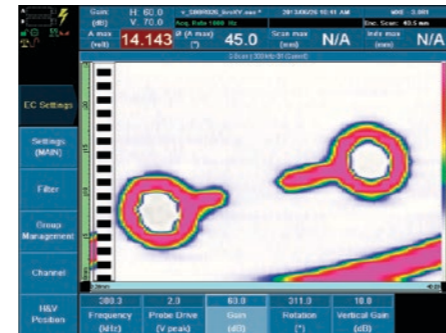 Gain: (dB)
H: 60.0
V: 70.0
2013/06/26 10:41 AM
Acq. Rate 1000 Hz
Enc. Scan: 40.5 mm
A max (volt) 14.143
Ø (A max) (°) 45.0
Scan max (mm) N/A
Indx max (mm) N/A
EC Settings
Settings (MAIN)
Filter
Group Management
Channel
H&V Position
Frequency (kHz)
2.0
Probe Drive (V peak)
60.0
Gain (dB)
311.0
Rotation (°)
10.0
Vertical Gain (dB)